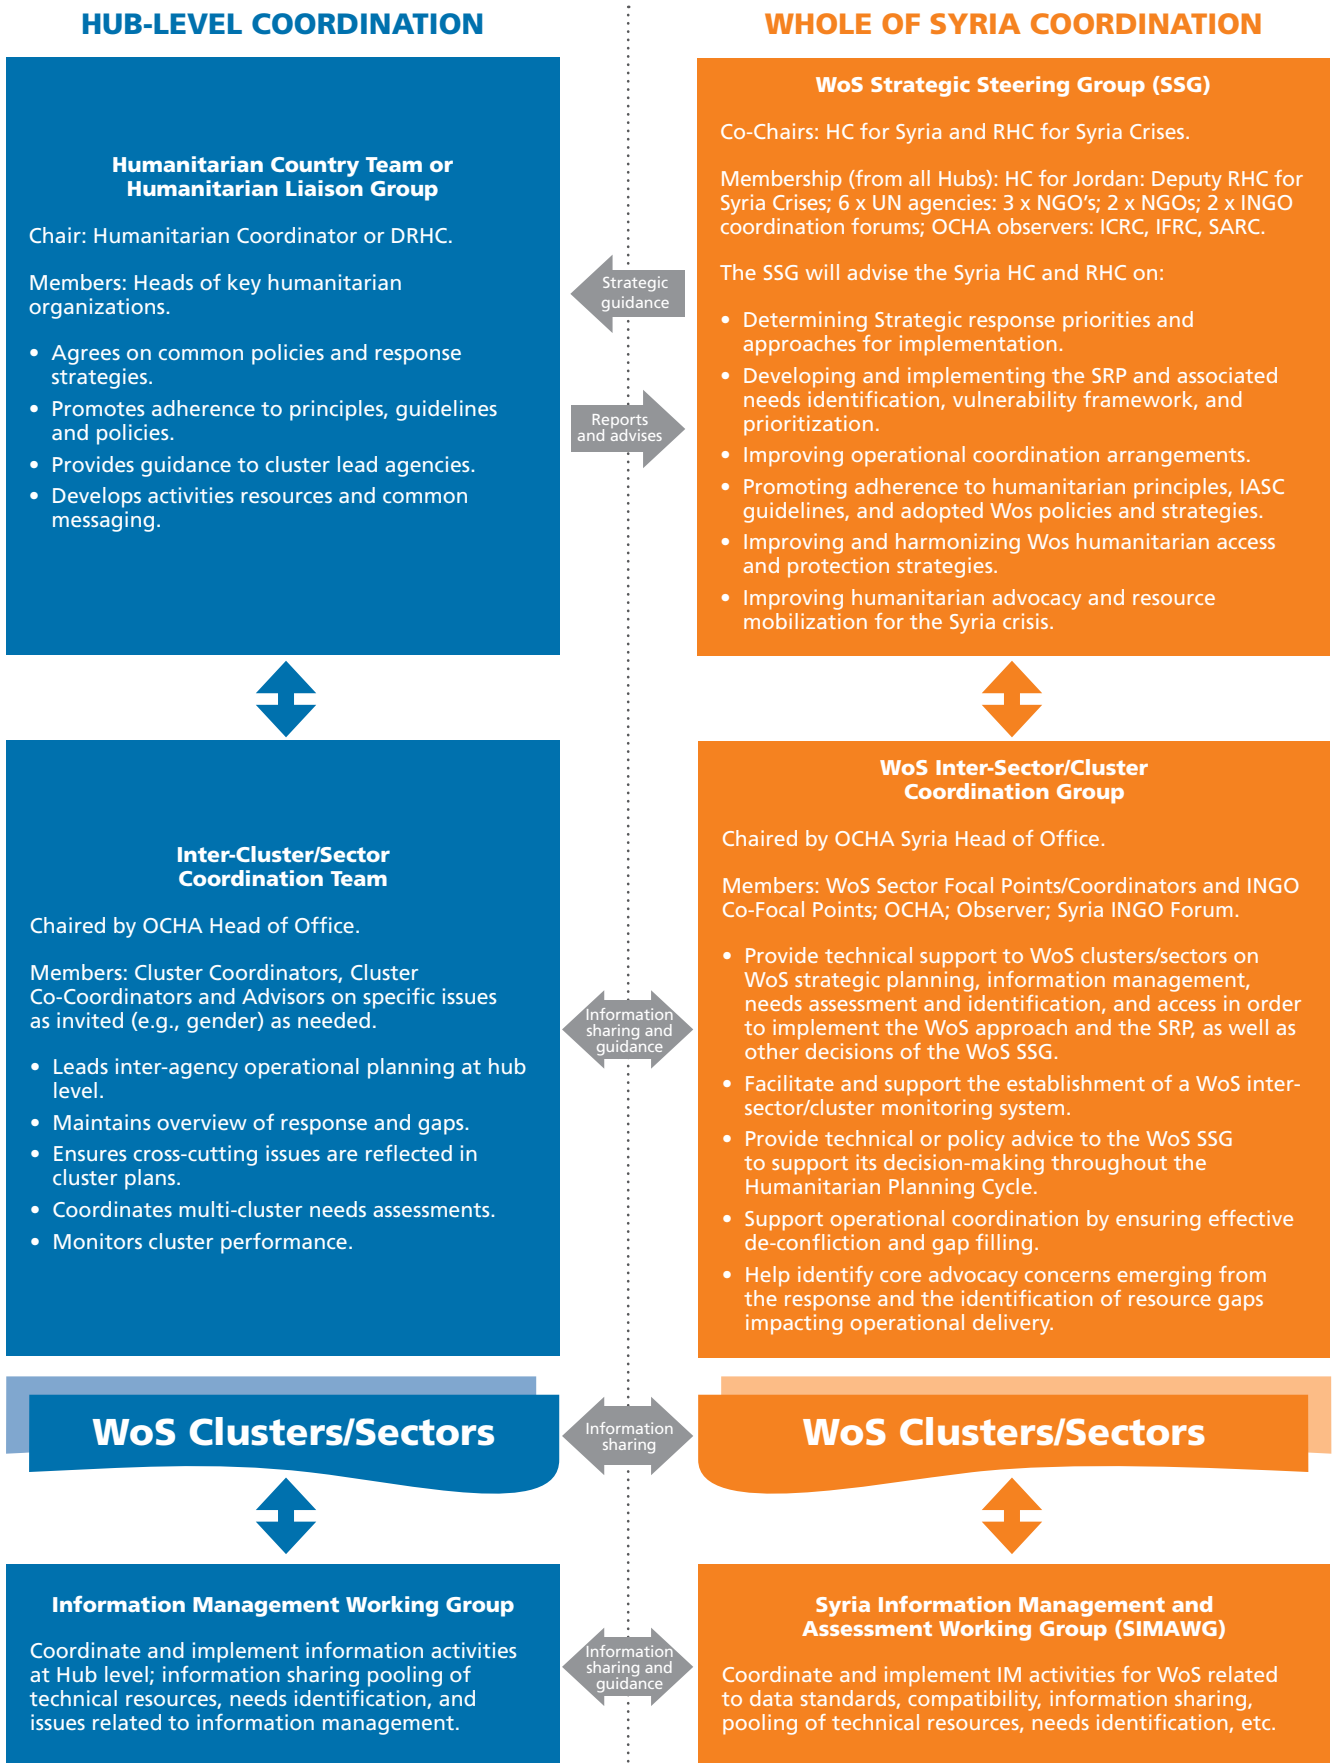 HUB-LEVEL COORDINATION
WHOLE OF SYRIA COORDINATION
Humanitarian Country Team or
Humanitarian Liaison Group
Chair: Humanitarian Coordinator or DRHC.
Members: Heads of key humanitarian
organizations.
• Agrees on common policies and response
strategies.
• Promotes adherence to principles, guidelines
and policies.
• Provides guidance to cluster lead agencies.
• Develops activities resources and common
messaging.
Strategic
guidance
Reports
and advises
WoS Strategic Steering Group (SSG)
Co-Chairs: HC for Syria and RHC for Syria Crises.
Membership (from all Hubs): HC for Jordan: Deputy RHC for
Syria Crises; 6 x UN agencies: 3 x NGO’s; 2 x NGOs; 2 x INGO
coordination forums; OCHA observers: ICRC, IFRC, SARC.
The SSG will advise the Syria HC and RHC on:
• Determining Strategic response priorities and
approaches for implementation.
• Developing and implementing the SRP and associated
needs identification, vulnerability framework, and
prioritization.
• Improving operational coordination arrangements.
• Promoting adherence to humanitarian principles, IASC
guidelines, and adopted Wos policies and strategies.
• Improving and harmonizing Wos humanitarian access
and protection strategies.
• Improving humanitarian advocacy and resource
mobilization for the Syria crisis.
Inter-Cluster/Sector
Coordination Team
Chaired by OCHA Head of Office.
Members: Cluster Coordinators, Cluster
Co-Coordinators and Advisors on specific issues
as invited (e.g., gender) as needed.
• Leads inter-agency operational planning at hub
level.
• Maintains overview of response and gaps.
• Ensures cross-cutting issues are reflected in
cluster plans.
• Coordinates multi-cluster needs assessments.
• Monitors cluster performance.
Information
sharing and
guidance
WoS Inter-Sector/Cluster
Coordination Group
Chaired by OCHA Syria Head of Office.
Members: WoS Sector Focal Points/Coordinators and INGO
Co-Focal Points; OCHA; Observer; Syria INGO Forum.
• Provide technical support to WoS clusters/sectors on
WoS strategic planning, information management,
needs assessment and identification, and access in order
to implement the WoS approach and the SRP, as well as
other decisions of the WoS SSG.
• Facilitate and support the establishment of a WoS inter-
sector/cluster monitoring system.
• Provide technical or policy advice to the WoS SSG
to support its decision-making throughout the
Humanitarian Planning Cycle.
• Support operational coordination by ensuring effective
de-confliction and gap filling.
• Help identify core advocacy concerns emerging from
the response and the identification of resource gaps
impacting operational delivery.
WoS Clusters/Sectors
Information
sharing
WoS Clusters/Sectors
Information Management Working Group
Coordinate and implement information activities
at Hub level; information sharing pooling of
technical resources, needs identification, and
issues related to information management.
Information
sharing and
guidance
Syria Information Management and
Assessment Working Group (SIMAWG)
Coordinate and implement IM activities for WoS related
to data standards, compatibility, information sharing,
pooling of technical resources, needs identification, etc.